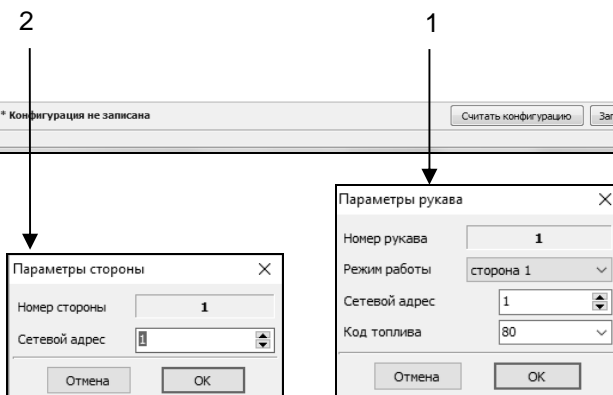 2 1
* Конфигурация не записана Считать конфигурацию Зап
Параметры рукава
Номер рукава 1
Режим работы сторона 1
Сетевой адрес 1
Код топлива 80
Отмена OK
Параметры стороны
Номер стороны 1
Сетевой адрес 1
Отмена OK